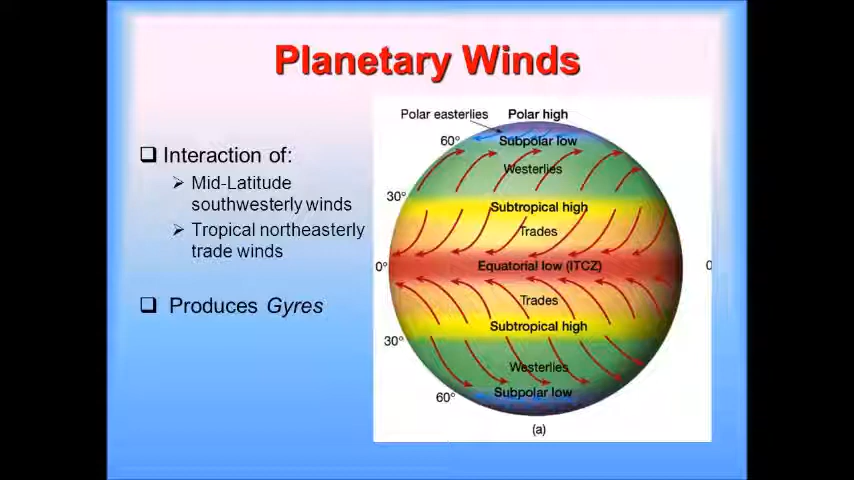 Planetary Winds
Interaction of:
Mid-Latitude
southwesterly winds
Tropical northeasterly
trade winds
Produces Gyres
Polar easterlies
Polar high
60°
Subpolar low
Westerlies
30°
Subtropical high
Trades
0°
Equatorial low (ITCZ)
0
Trades
Subtropical high
30°
Westerlies
60°
Subpolar low
(a)